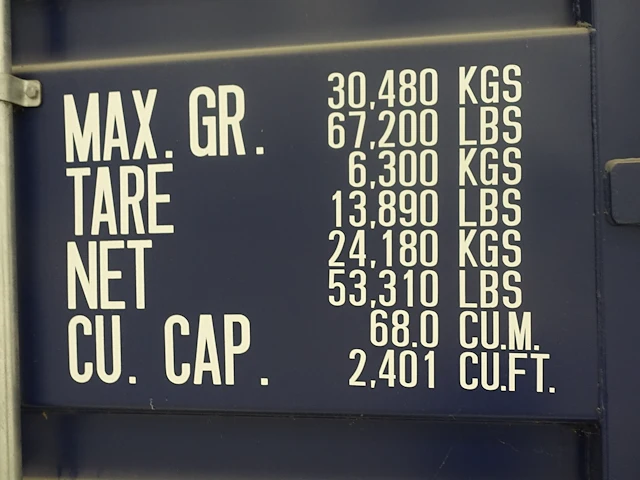 MAX. GR. 30,480 KGS
67,200 LBS
TARE 6,300 KGS
13,890 LBS
NET 24,180 KGS
53,310 LBS
CU. CAP. 68.0 CU.M.
2,401 CU.FT.